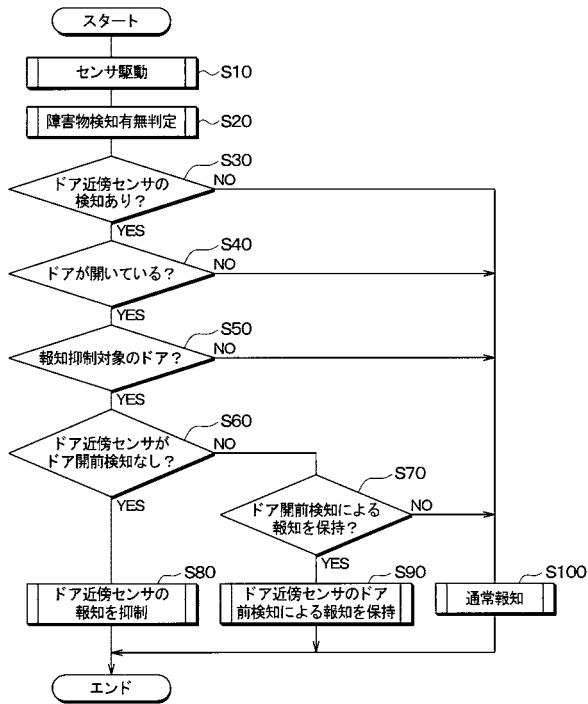 スタート
センサ駆動
S10
障害物検知有無判定
S20
S30
ドア近傍センサの
検知あり？
NO
YES
S40
ドアが開いている？
NO
YES
S50
報知抑制対象のドア？
NO
YES
S60
ドア近傍センサが
ドア開前検知なし？
NO
YES
S70
ドア開前検知による
報知を保持？
NO
YES
S80
ドア近傍センサの
報知を抑制
S90
ドア近傍センサのドア
前検知による報知を保持
S100
通常報知
エンド